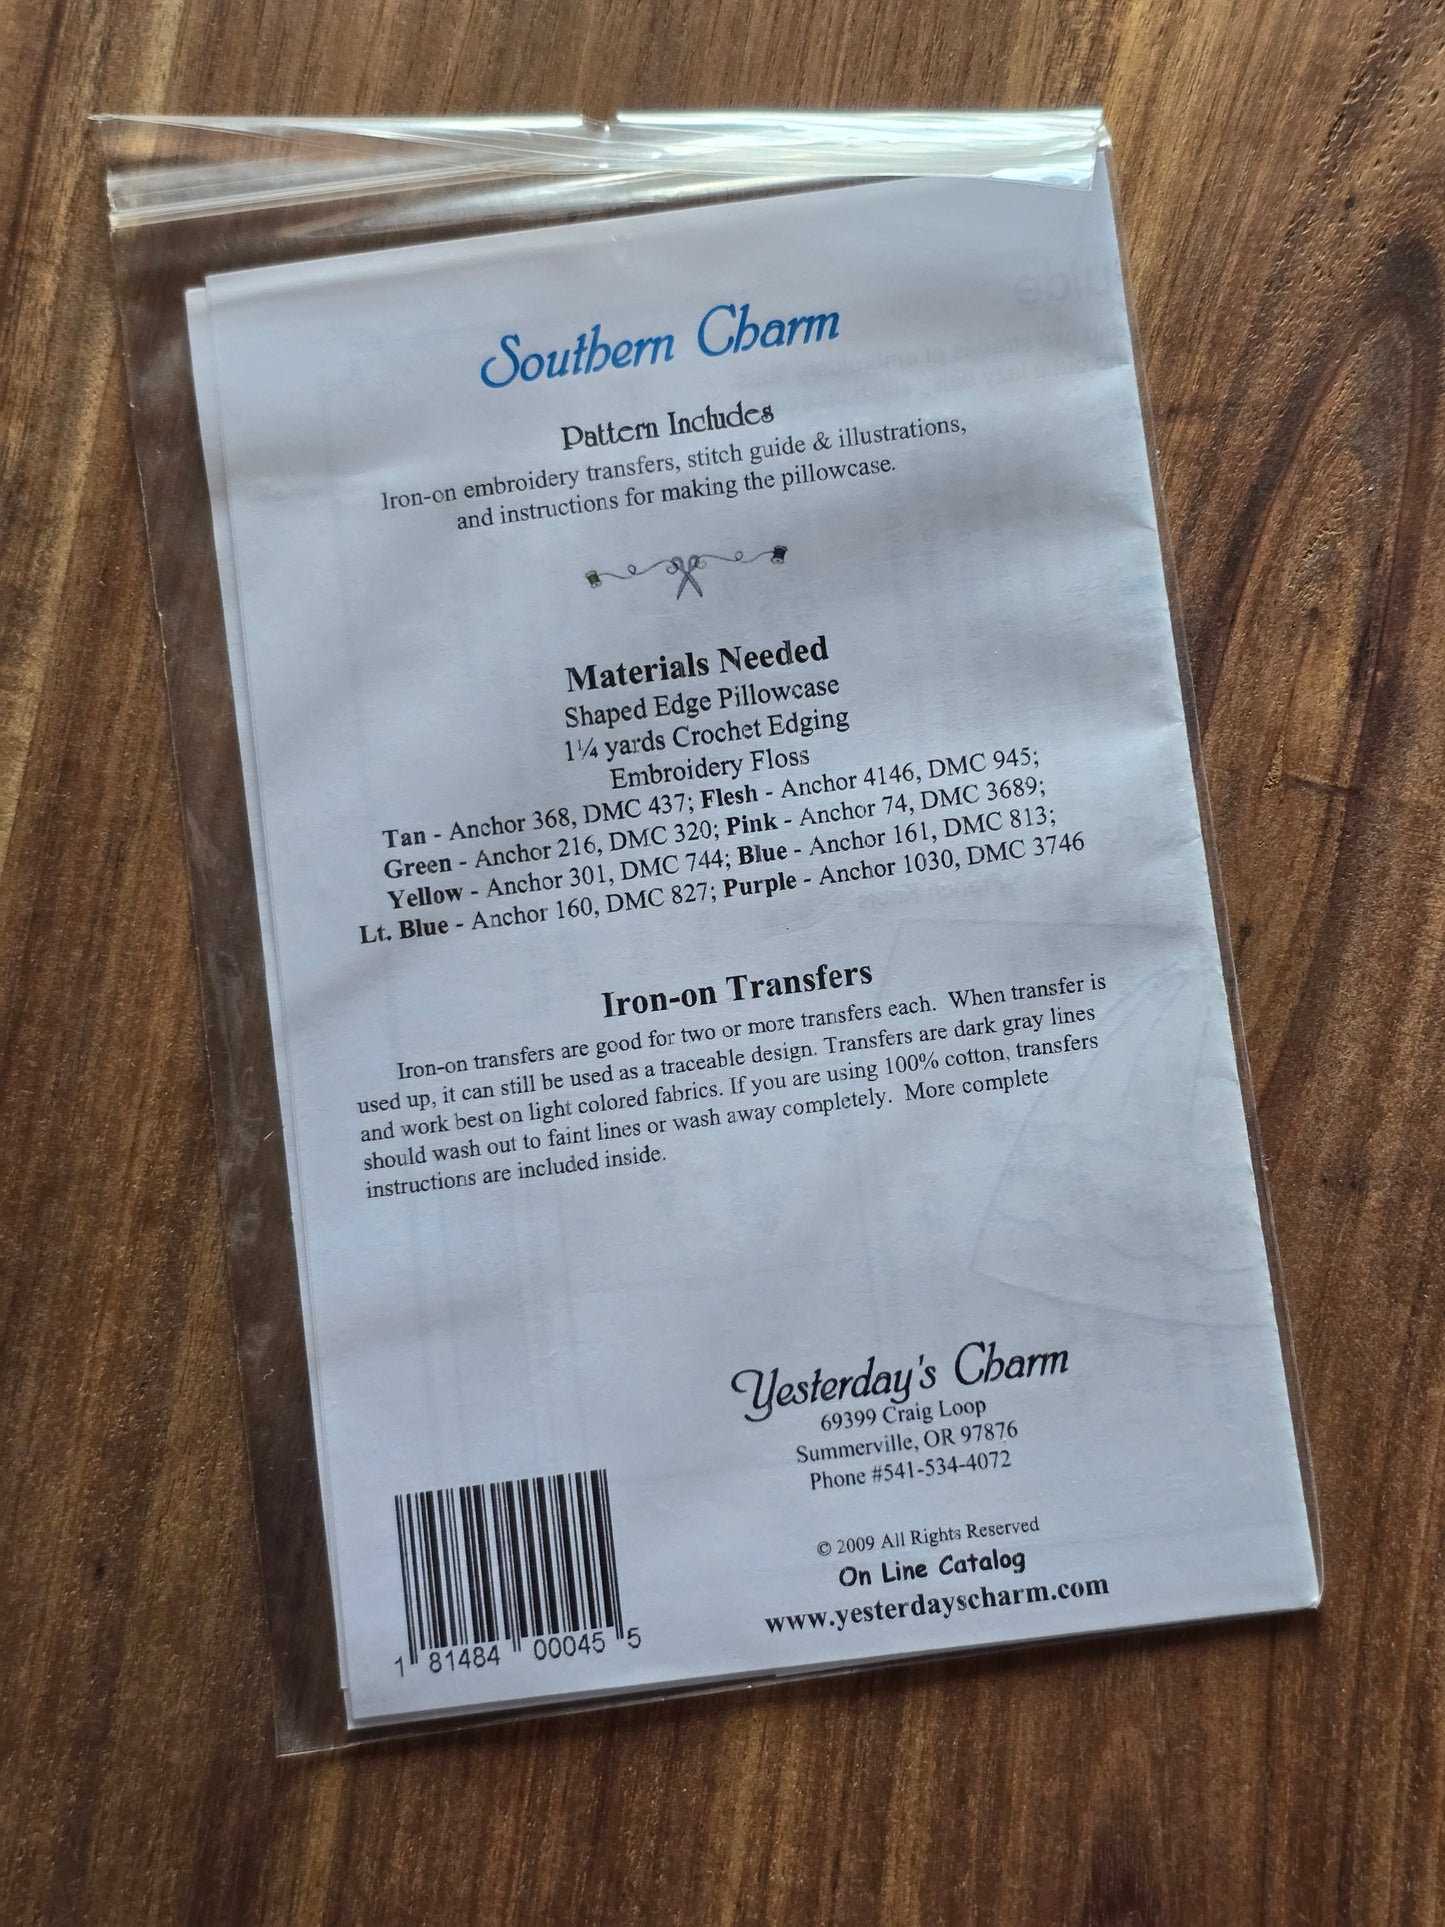 Southern Charm
Pattern Includes
Iron-on embroidery transfers, stitch guide & illustrations,
and instructions for making the pillowcase.
Materials Needed
Shaped Edge Pillowcase
1¼ yards Crochet Edging
Embroidery Floss
Tan - Anchor 368, DMC 437; Flesh - Anchor 4146, DMC 945;
Green - Anchor 216, DMC 320; Pink - Anchor 74, DMC 3689;
Yellow - Anchor 301, DMC 744; Blue - Anchor 161, DMC 813;
Lt. Blue - Anchor 160, DMC 827; Purple - Anchor 1030, DMC 3746
Iron-on Transfers
Iron-on transfers are good for two or more transfers each. When transfer is
used up, it can still be used as a traceable design. Transfers are dark gray lines
and work best on light colored fabrics. If you are using 100% cotton, transfers
should wash out to faint lines or wash away completely. More complete
instructions are included inside.
Yesterday's Charm
69399 Craig Loop
Summerville, OR 97876
Phone #541-534-4072
© 2009 All Rights Reserved
On Line Catalog
www.yesterdayscharm.com
1 81484 00045 5